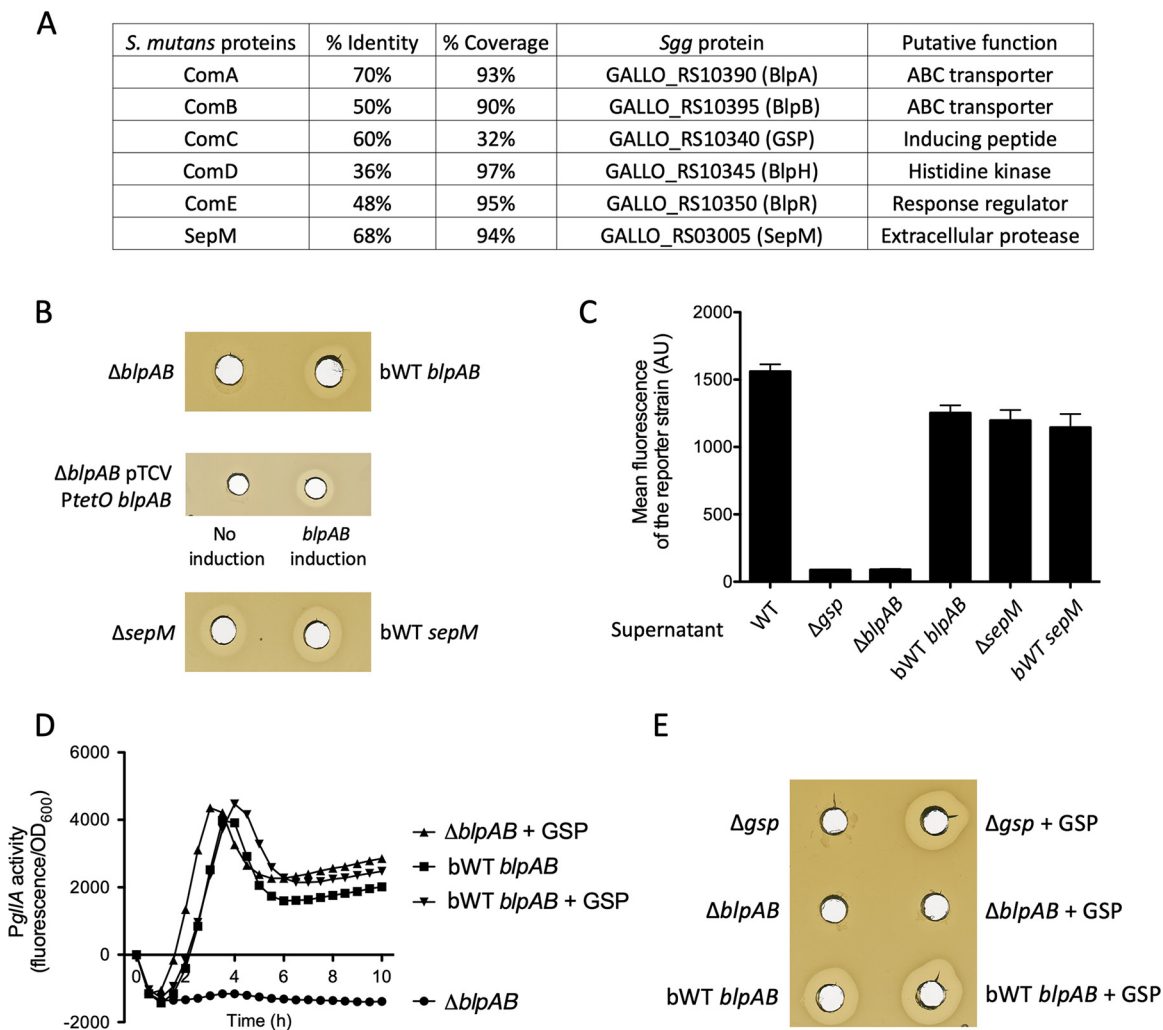 A
S. mutans proteins % Identity % Coverage Sgg protein Putative function
ComA 70% 93% GALLO_RS10390 (BlpA) ABC transporter
ComB 50% 90% GALLO_RS10395 (BlpB) ABC transporter
ComC 60% 32% GALLO_RS10340 (GSP) Inducing peptide
ComD 36% 97% GALLO_RS10345 (BlpH) Histidine kinase
ComE 48% 95% GALLO_RS10350 (BlpR) Response regulator
SepM 68% 94% GALLO_RS03005 (SepM) Extracellular protease
B
ΔblpAB
bWT blpAB
ΔblpAB pTCV
PtetO blpAB
No
induction
blpAB
induction
ΔsepM
bWT sepM
C
Mean fluorescence
of the reporter strain (AU)
2000
1500
1000
500
0
Supernatant
WT
Δgsp
ΔblpAB
bWT blpAB
ΔsepM
bWT sepM
D
PgllA activity
(fluorescence/OD600)
6000
4000
2000
0
-2000
0 2 4 6 8 10
Time (h)
ΔblpAB + GSP
bWT blpAB
bWT blpAB + GSP
ΔblpAB
E
Δgsp
Δgsp + GSP
ΔblpAB
ΔblpAB + GSP
bWT blpAB
bWT blpAB + GSP